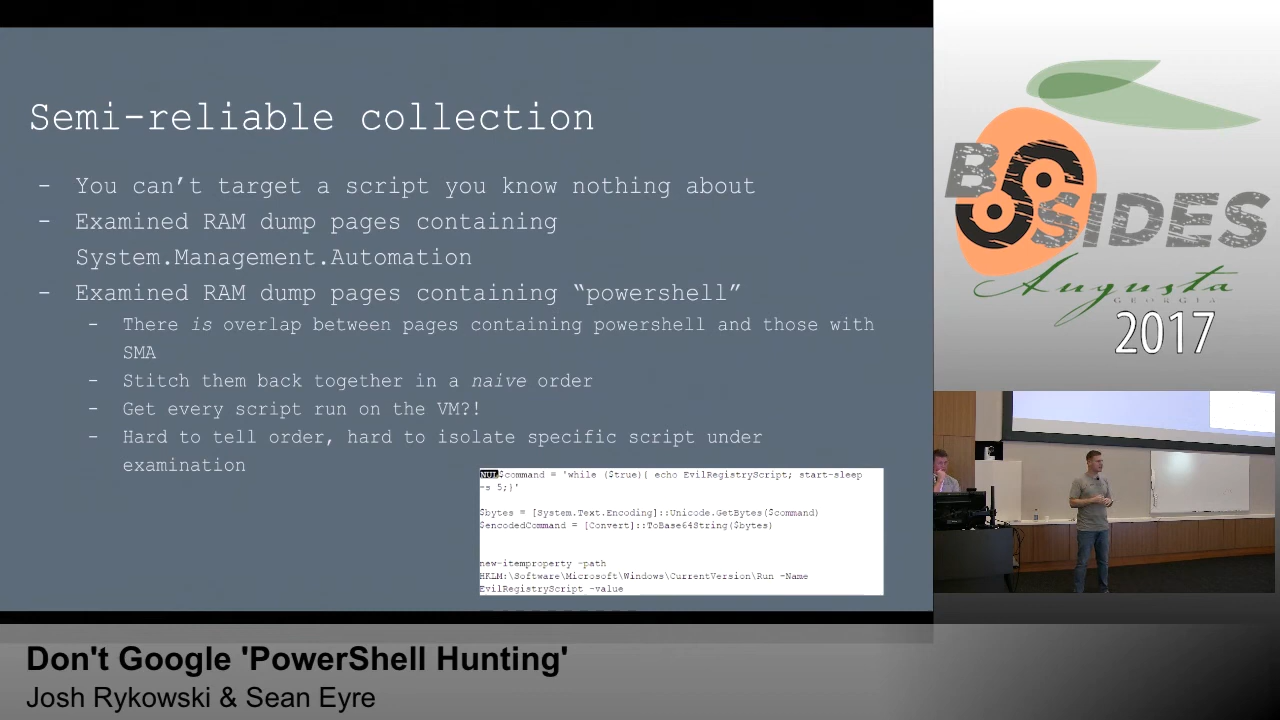 Semi-reliable collection
- You can't target a script you know nothing about
- Examined RAM dump pages containing
System.Management.Automation
- Examined RAM dump pages containing “powershell”
- There is overlap between pages containing powershell and those with
SMA
- Stitch them back together in a naive order
- Get every script run on the VM?!
- Hard to tell order, hard to isolate specific script under
examination
NUL$command = 'while ($true){ echo EvilRegistryScript; start-sleep
-s 5;}'
$bytes = [System.Text.Encoding]::Unicode.GetBytes($command)
$encodedCommand = [Convert]::ToBase64String($bytes)
new-itemproperty -path
HKLM:\Software\Microsoft\Windows\CurrentVersion\Run -Name
EvilRegistryScript -value
BSIDES
Augusta
GEORGIA
2017
Don't Google 'PowerShell Hunting'
Josh Rykowski & Sean Eyre